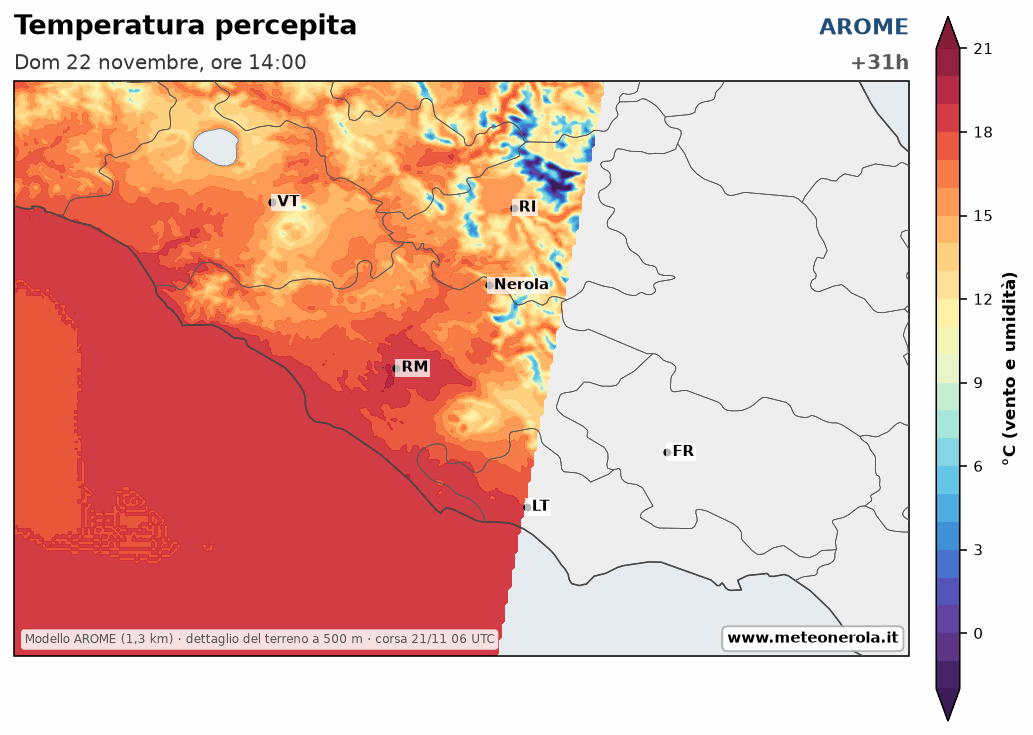 Temperatura percepita
AROME
Dom 22 novembre, ore 14:00
+31h
VT
RI
Nerola
RM
FR
LT
21
18
15
12
9
6
3
0
°C (vento e umidità)
Modello AROME (1,3 km) · dettaglio del terreno a 500 m · corsa 21/11 06 UTC
www.meteonerola.it